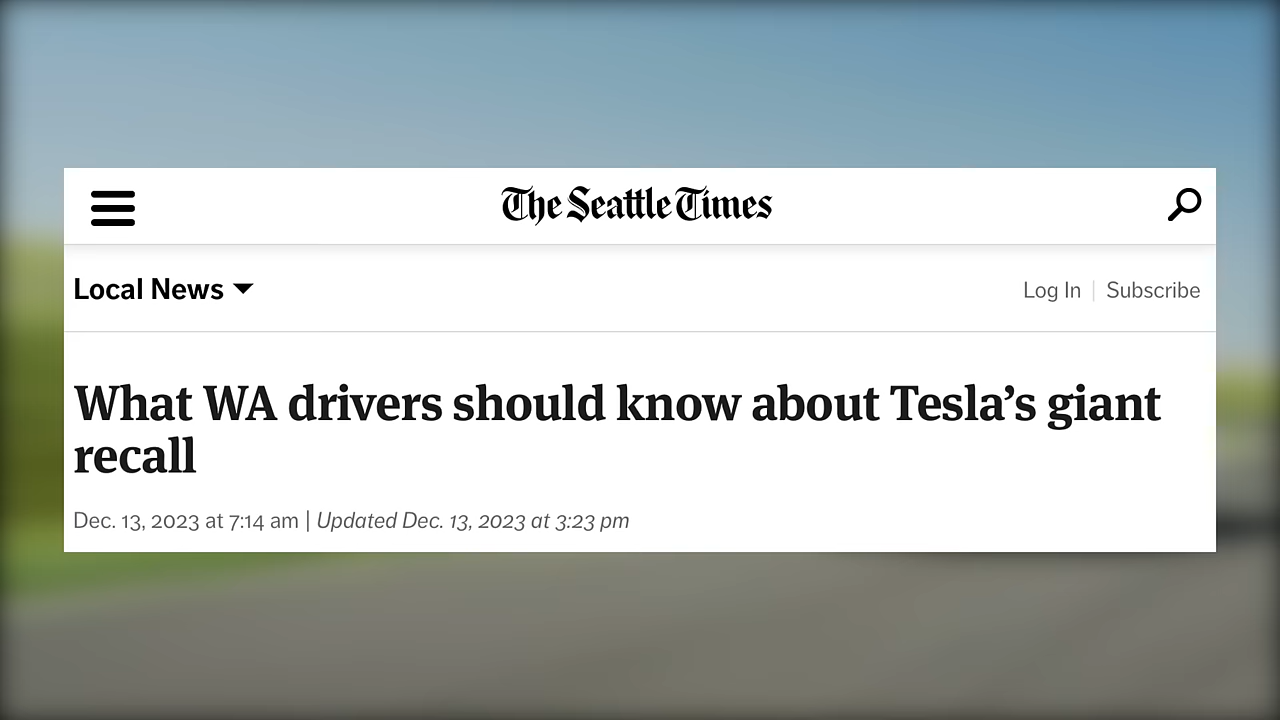 The Seattle Times
Local News
Log In | Subscribe
What WA drivers should know about Tesla’s giant
recall
Dec. 13, 2023 at 7:14 am | Updated Dec. 13, 2023 at 3:23 pm